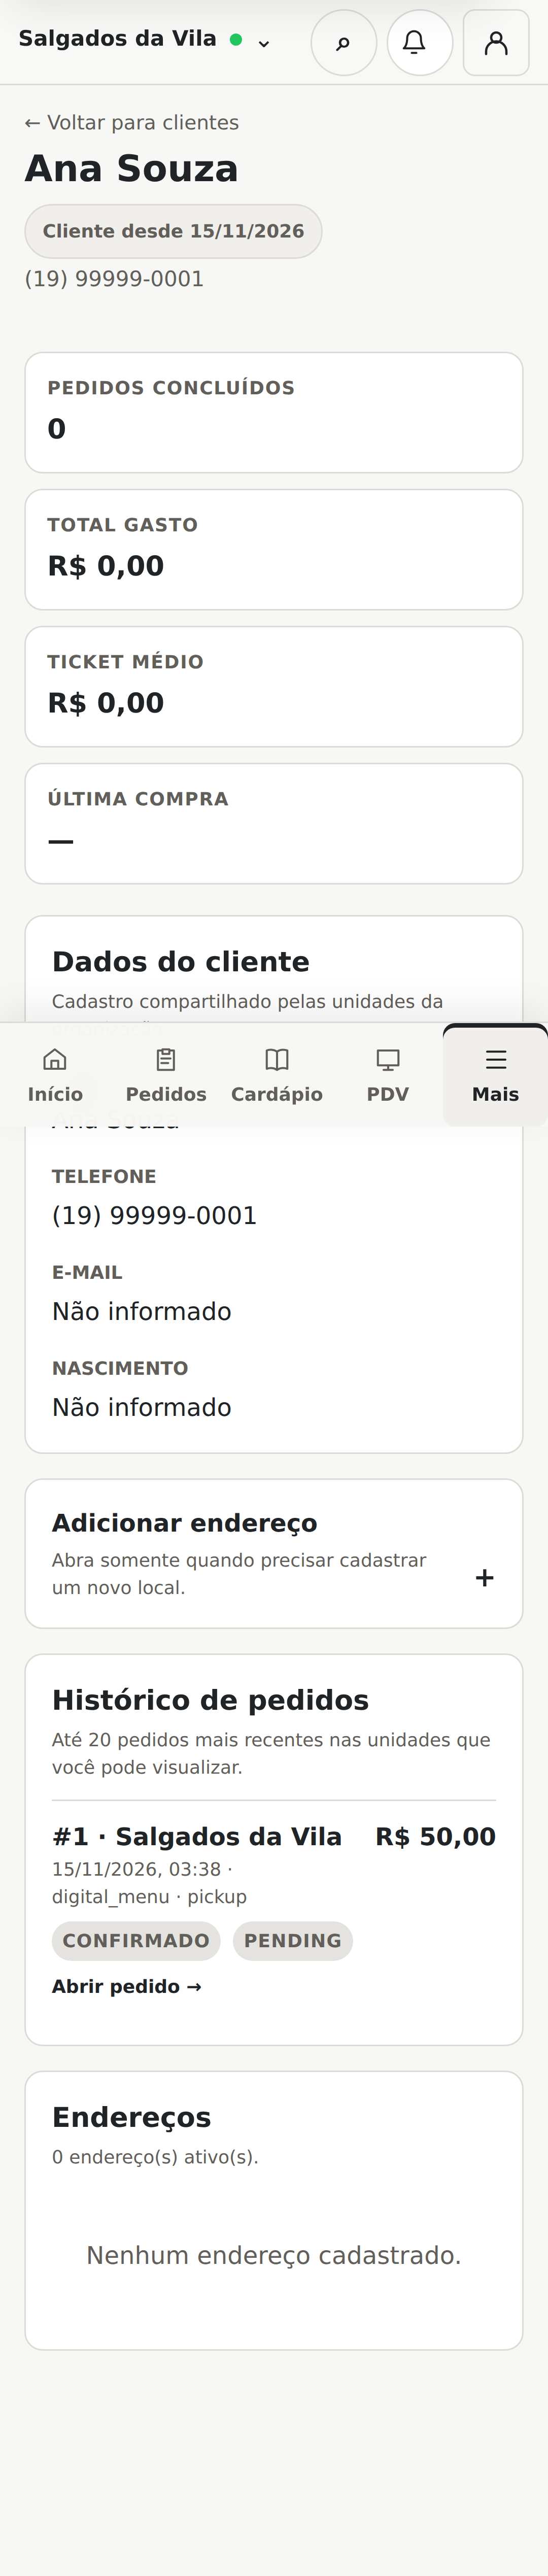 Salgados da Vila
← Voltar para clientes
Ana Souza
Cliente desde 15/11/2026
(19) 99999-0001
PEDIDOS CONCLUÍDOS
0
TOTAL GASTO
R$ 0,00
TICKET MÉDIO
R$ 0,00
ÚLTIMA COMPRA
—
Dados do cliente
Cadastro compartilhado pelas unidades da
Início Pedidos Cardápio PDV Mais
Ana Souza
TELEFONE
(19) 99999-0001
E-MAIL
Não informado
NASCIMENTO
Não informado
Adicionar endereço
Abra somente quando precisar cadastrar
um novo local.
+
Histórico de pedidos
Até 20 pedidos mais recentes nas unidades que
você pode visualizar.
#1 · Salgados da Vila R$ 50,00
15/11/2026, 03:38 ·
digital_menu · pickup
CONFIRMADO PENDING
Abrir pedido →
Endereços
0 endereço(s) ativo(s).
Nenhum endereço cadastrado.